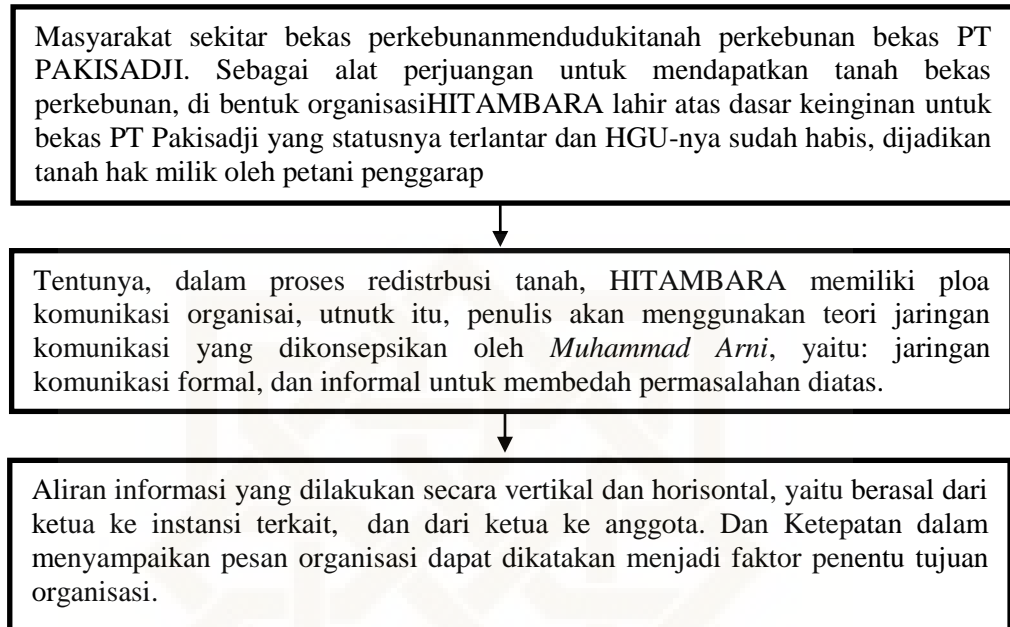 Masyarakat sekitar bekas perkebunanmendudukitanah perkebunan bekas PT
PAKISADJI. Sebagai alat perjuangan untuk mendapatkan tanah bekas
perkebunan, di bentuk organisasiHITAMBARA lahir atas dasar keinginan untuk
bekas PT Pakisadji yang statusnya terlantar dan HGU-nya sudah habis, dijadikan
tanah hak milik oleh petani penggarap
Tentunya, dalam proses redistrbusi tanah, HITAMBARA memiliki ploa
komunikasi organisai, utnutk itu, penulis akan menggunakan teori jaringan
komunikasi yang dikonsepsikan oleh Muhammad Arni, yaitu: jaringan
komunikasi formal, dan informal untuk membedah permasalahan diatas.
Aliran informasi yang dilakukan secara vertikal dan horisontal, yaitu berasal dari
ketua ke instansi terkait, dan dari ketua ke anggota. Dan Ketepatan dalam
menyampaikan pesan organisasi dapat dikatakan menjadi faktor penentu tujuan
organisasi.